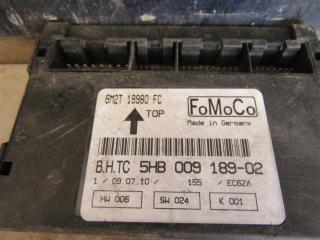 6M2T 19980 FC
FoMoCo
Made in Germany
TOP
B.H.TC 5HB 009 189-02
1 / 09.07.10 / 155 / EC6ZA
HW 006 SW 024 K 001